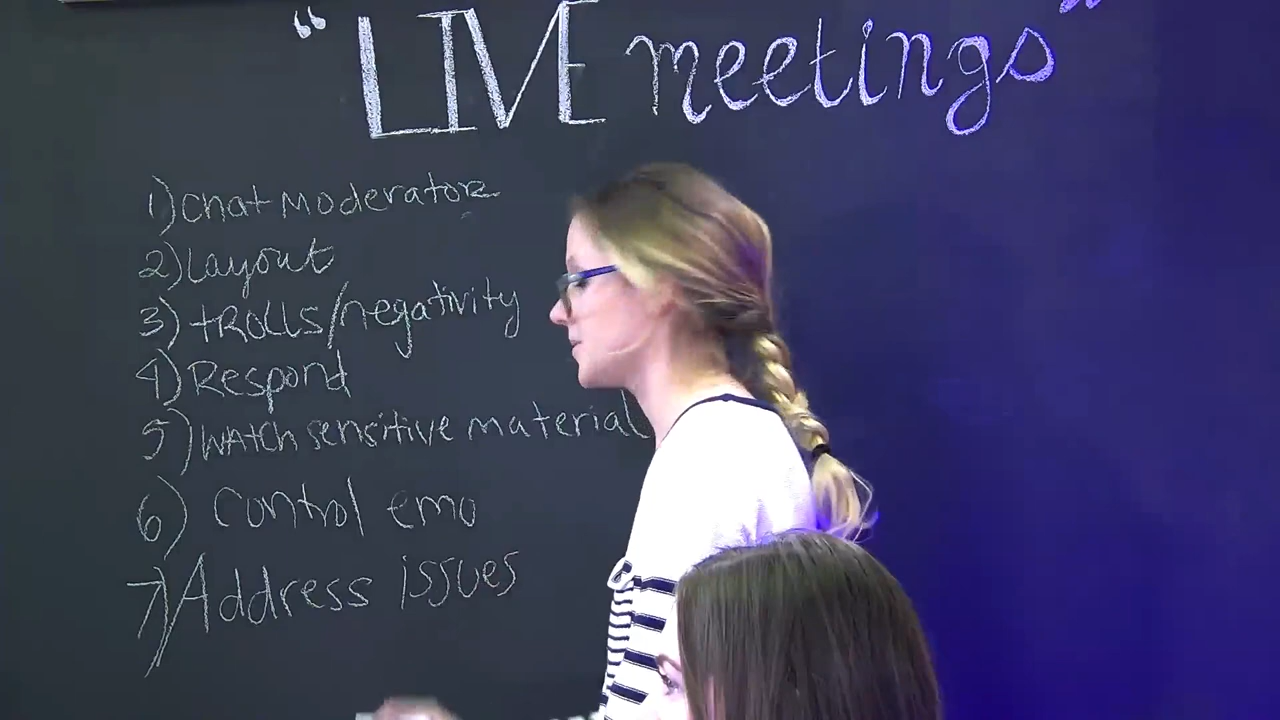 “LIVE meetings”
1) Chat Moderator
2) Layout
3) tROLLS/negativity
4) Respond
5) WAtCh sensitive material
6) Control emo
7) Address issues